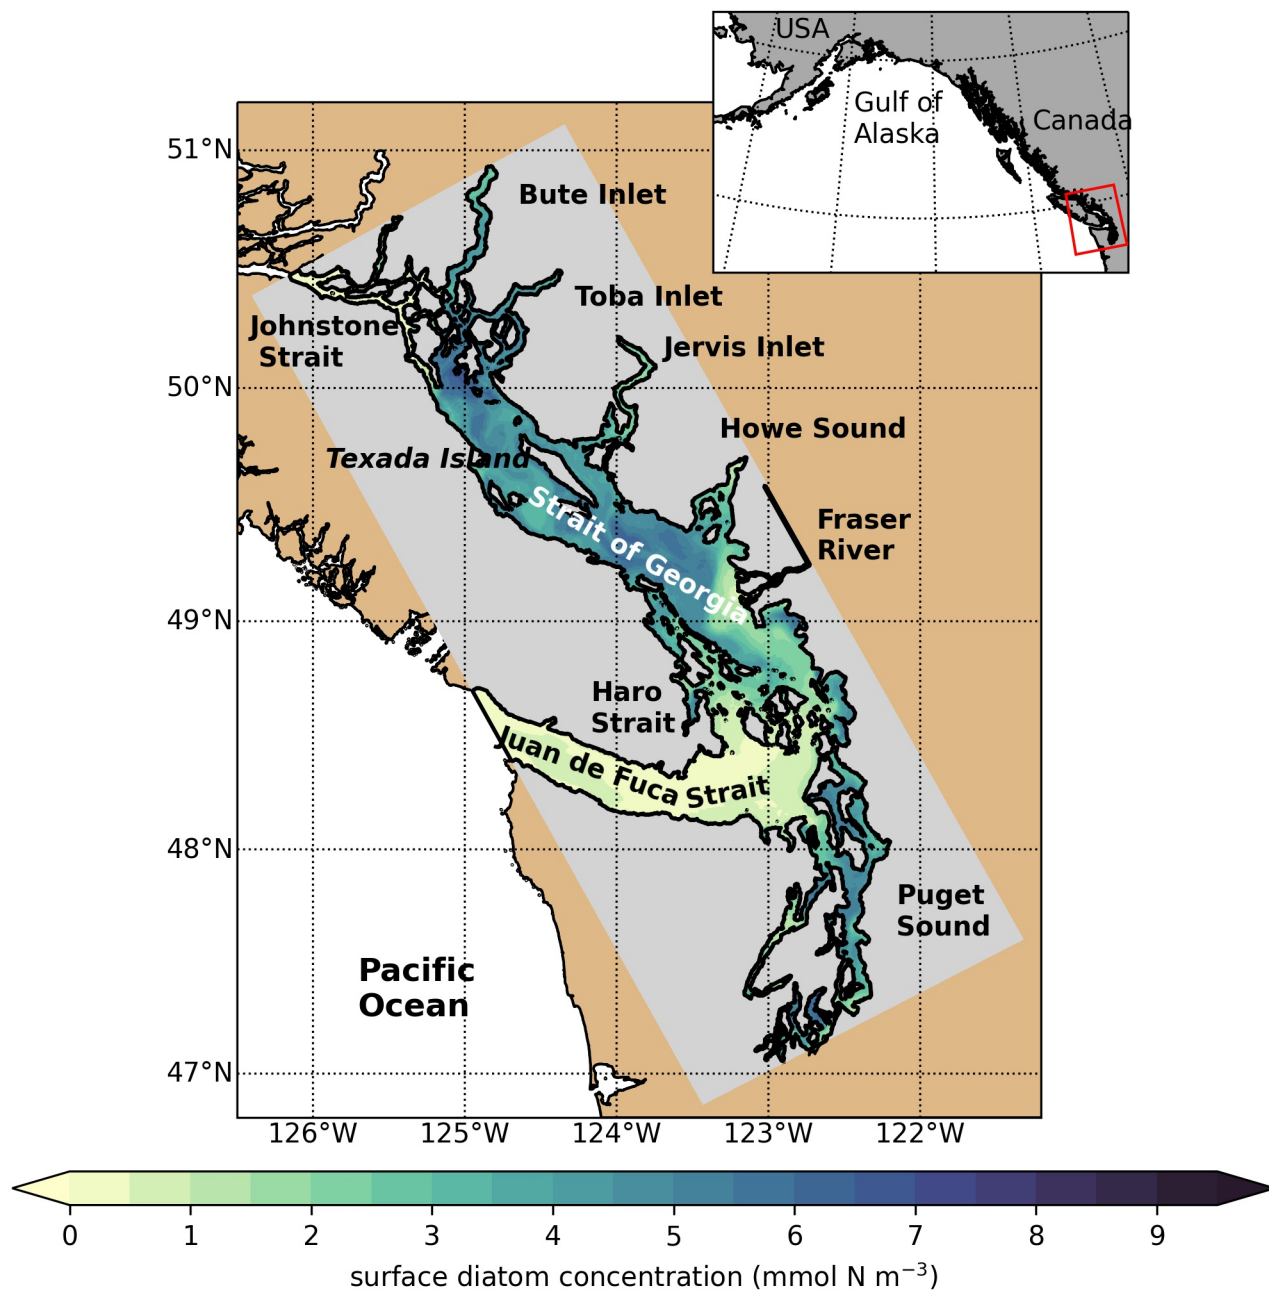 USA
Gulf of
Alaska
Canada
51°N
50°N
49°N
48°N
47°N
Bute Inlet
Toba Inlet
Johnstone
Strait
Jervis Inlet
Howe Sound
Texada Island
Strait of Georgia
Fraser
River
Haro
Strait
Juan de Fuca Strait
Puget
Sound
Pacific
Ocean
126°W 125°W 124°W 123°W 122°W
0 1 2 3 4 5 6 7 8 9
surface diatom concentration (mmol N m⁻³)